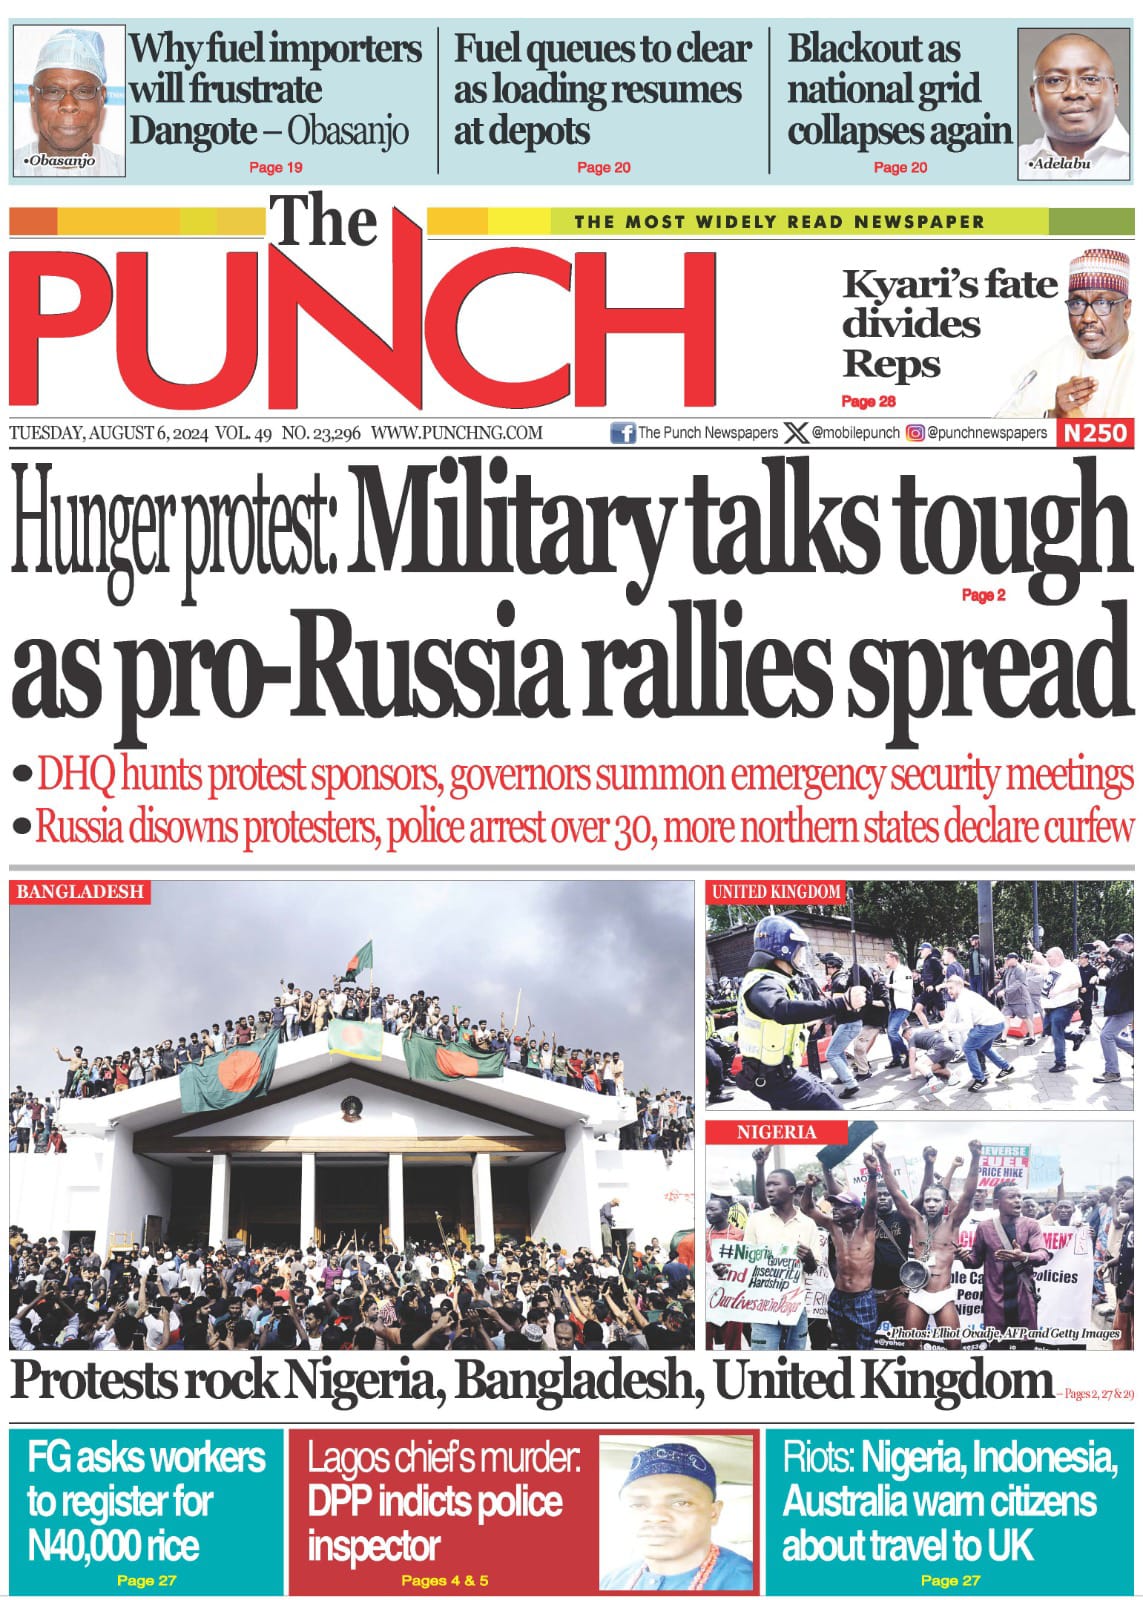 Why fuel importers
will frustrate
Dangote – Obasanjo
Page 19
•Obasanjo
Fuel queues to clear
as loading resumes
at depots
Page 20
Blackout as
national grid
collapses again
Page 20
•Adelabu
The
PUNCH
THE MOST WIDELY READ NEWSPAPER
Kyari's fate
divides
Reps
Page 28
TUESDAY, AUGUST 6, 2024 VOL. 49 NO. 23,296 WWW.PUNCHNG.COM
The Punch Newspapers @mobilepunch @punchnewspapers N250
Hunger protest: Military talks tough
Page 2
as pro-Russia rallies spread
• DHQ hunts protest sponsors, governors summon emergency security meetings
• Russia disowns protesters, police arrest over 30, more northern states declare curfew
BANGLADESH
UNITED KINGDOM
NIGERIA
REVERSE
FUEL
PRICE HIKE
NOW
#Nigeria
Govern
End Insecurity
Hardship
Our lives are in
MENT
olicies
Peop
Niger
•Photos: Elliot Ovadje, AFP and Getty Images
Protests rock Nigeria, Bangladesh, United Kingdom – Pages 2, 27 & 29
FG asks workers
to register for
N40,000 rice
Page 27
Lagos chief's murder:
DPP indicts police
inspector
Pages 4 & 5
Riots: Nigeria, Indonesia,
Australia warn citizens
about travel to UK
Page 27